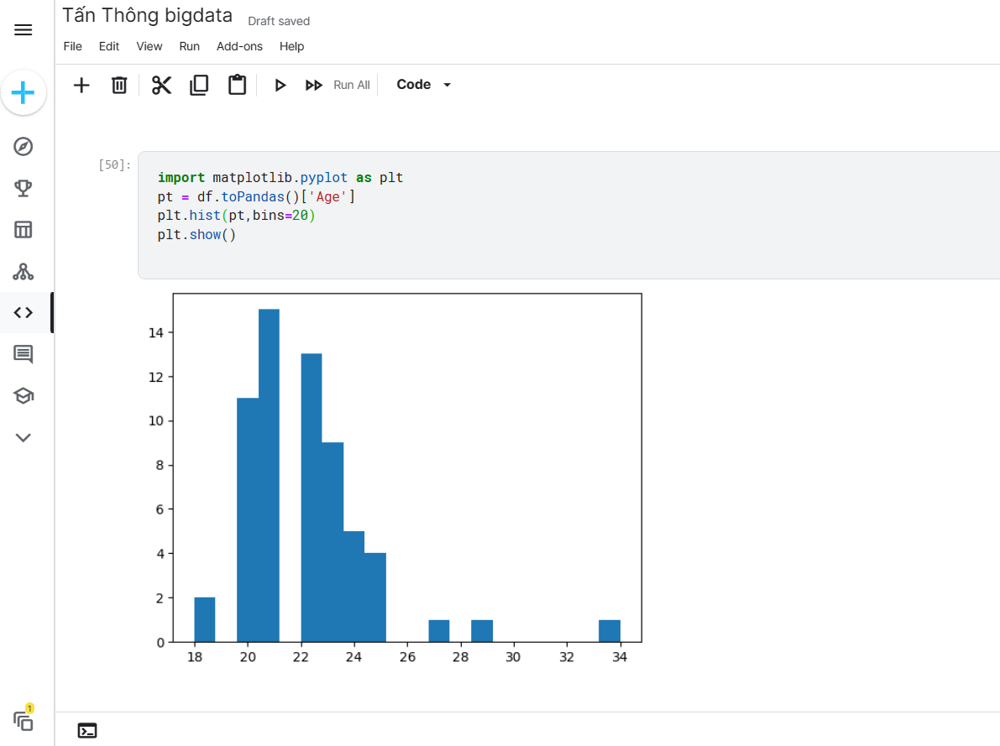 Tấn Thông bigdata Draft saved
File Edit View Run Add-ons Help
Run All Code
[50]:
import matplotlib.pyplot as plt
pt = df.toPandas()['Age']
plt.hist(pt,bins=20)
plt.show()
14
12
10
8
6
4
2
0
18 20 22 24 26 28 30 32 34
1